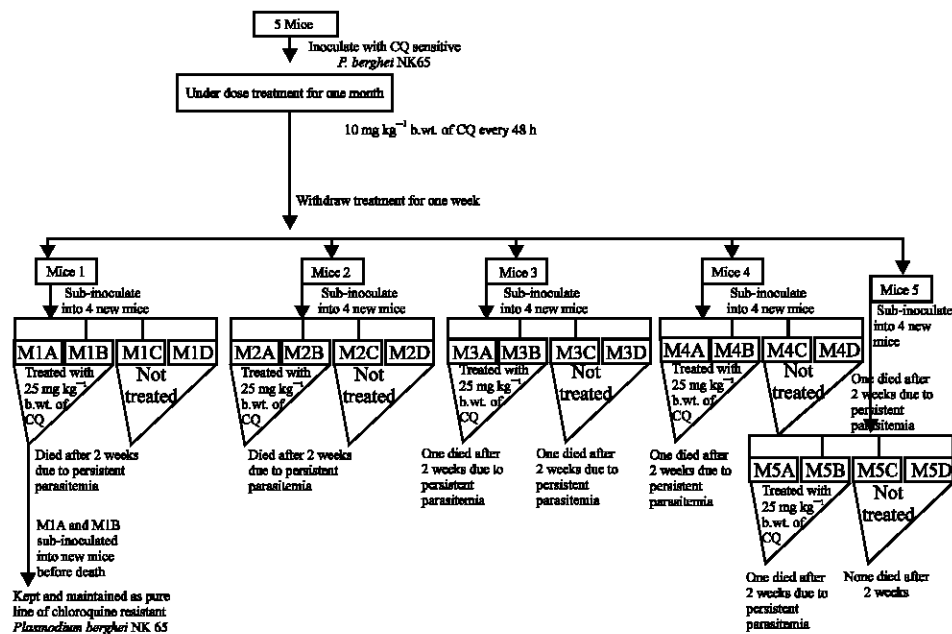 5 Mice
Inoculate with CQ sensitive
P. berghei NK65
Under dose treatment for one month
10 mg kg⁻¹ b.wt. of CQ every 48 h
Withdraw treatment for one week
Mice 1
Sub-inoculate
into 4 new mice
M1A M1B M1C M1D
Treated with
25 mg kg⁻¹
b.wt. of
CQ
Not
treated
Died after 2 weeks
due to persistent
parasitemia
M1A and M1B
sub-inoculated
into new mice
before death
Kept and maintained as pure
line of chloroquine resistant
Plasmodium berghei NK 65
Mice 2
Sub-inoculate
into 4 new mice
M2A M2B M2C M2D
Treated with
25 mg kg⁻¹
b.wt. of
CQ
Not
treated
Died after 2 weeks
due to persistent
parasitemia
Mice 3
Sub-inoculate
into 4 new mice
M3A M3B M3C M3D
Treated with
25 mg kg⁻¹
b.wt. of
CQ
Not
treated
One died after
2 weeks due to
persistent
parasitemia
One died after
2 weeks due to
persistent
parasitemia
Mice 4
Sub-inoculate
into 4 new mice
M4A M4B M4C M4D
Treated with
25 mg kg⁻¹
b.wt. of
CQ
Not
treated
One died after
2 weeks due to
persistent
parasitemia
One died after
2 weeks due to
persistent
parasitemia
Mice 5
Sub-inoculate
into 4 new
mice
M5A M5B M5C M5D
Treated with
25 mg kg⁻¹
b.wt. of
CQ
Not
treated
One died after
2 weeks due to
persistent
parasitemia
None died after
2 weeks